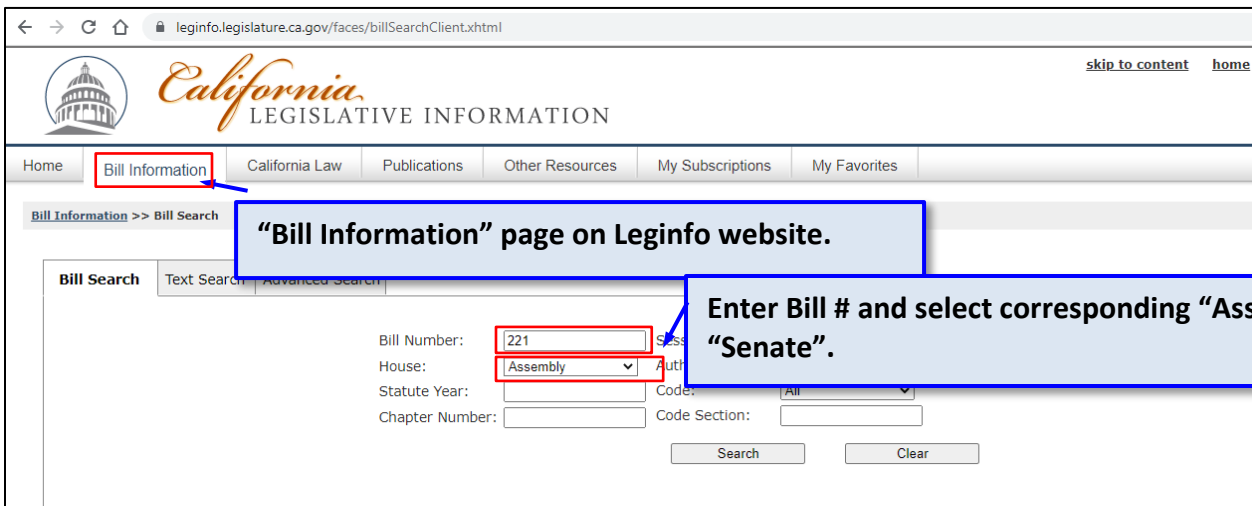 leginfo.legislature.ca.gov/faces/billSearchClient.xhtml
skip to content home
California
LEGISLATIVE INFORMATION
Home Bill Information California Law Publications Other Resources My Subscriptions My Favorites
Bill Information >> Bill Search
“Bill Information” page on Leginfo website.
Bill Search Text Search Advanced Search
Enter Bill # and select corresponding
“Senate”.
Bill Number: 221
House: Assembly
Statute Year: Code: All
Chapter Number: Code Section:
Search Clear